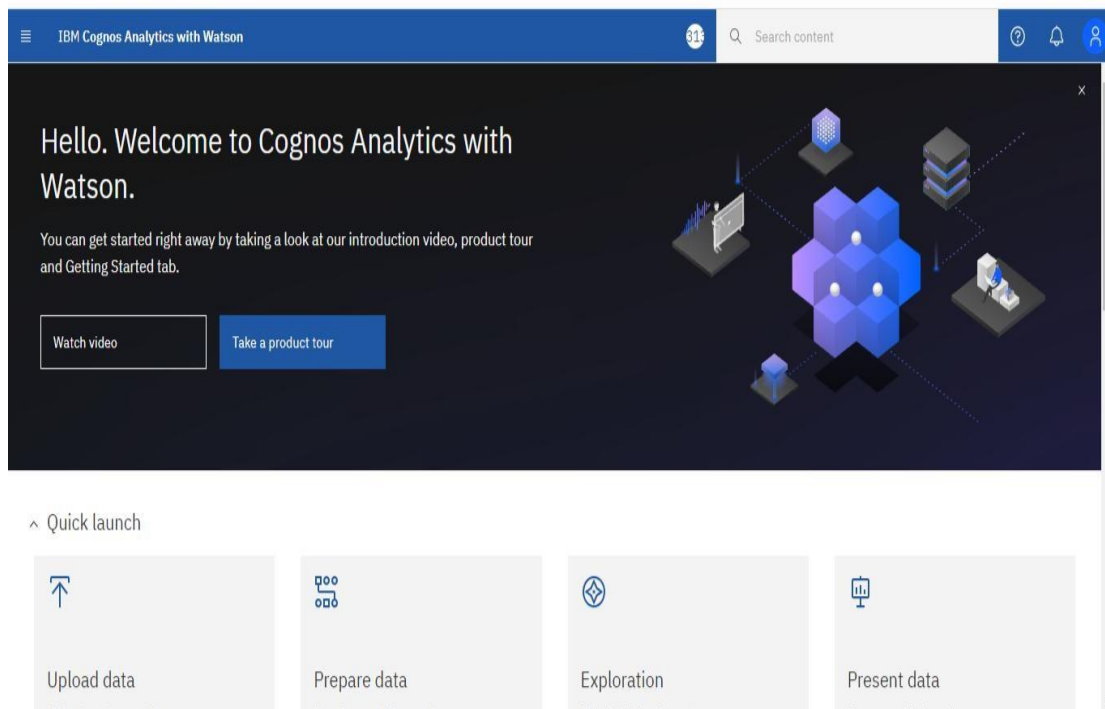 IBM Cognos Analytics with Watson
313
Search content
Hello. Welcome to Cognos Analytics with
Watson.
You can get started right away by taking a look at our introduction video, product tour
and Getting Started tab.
Watch video
Take a product tour
Quick launch
Upload data
Prepare data
Exploration
Present data